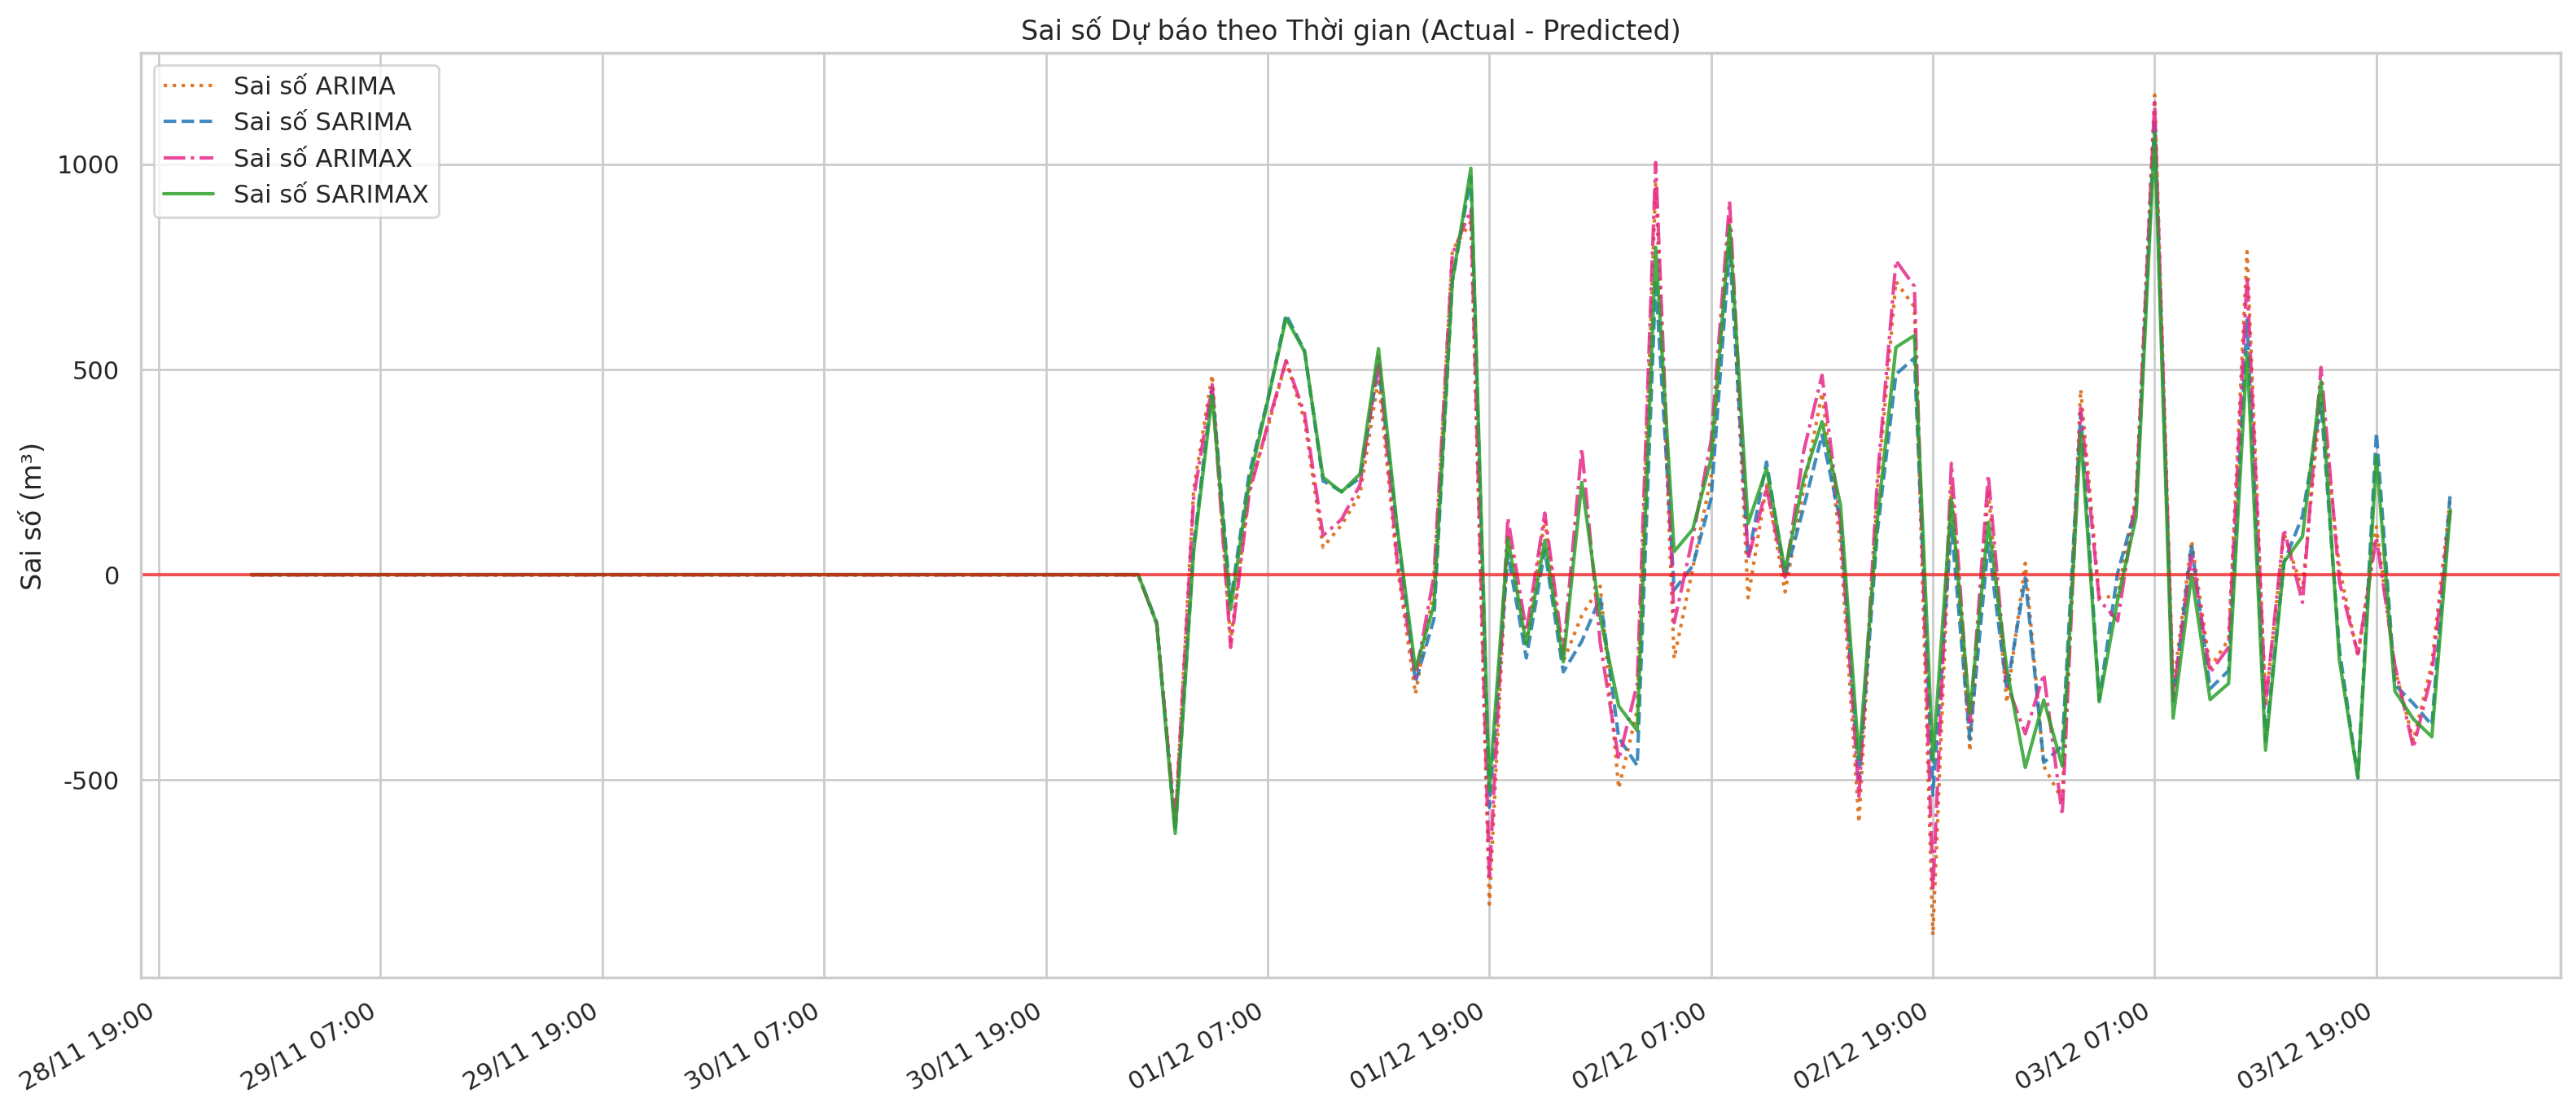 Sai số Dự báo theo Thời gian (Actual - Predicted)
Sai số ARIMA
Sai số SARIMA
Sai số ARIMAX
Sai số SARIMAX
Sai số (m³)
1000
500
0
-500
28/11 19:00
29/11 07:00
29/11 19:00
30/11 07:00
30/11 19:00
01/12 07:00
01/12 19:00
02/12 07:00
02/12 19:00
03/12 07:00
03/12 19:00